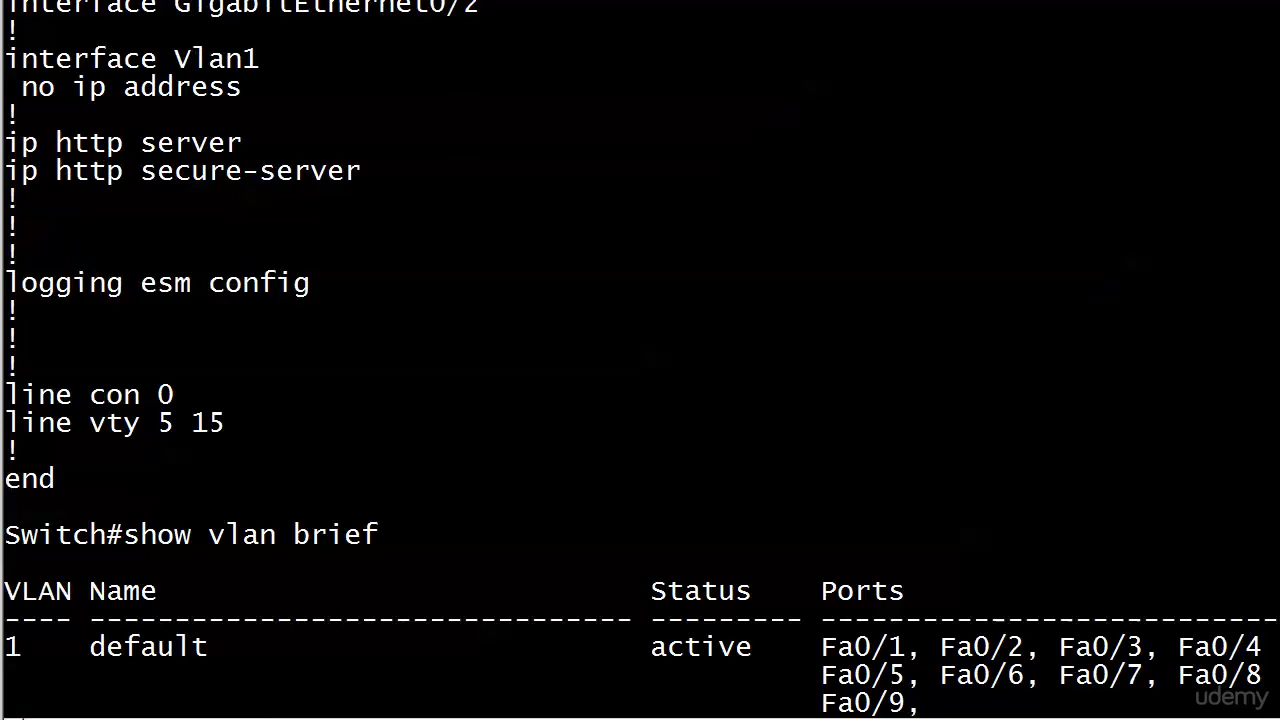 interface GigabitEthernet0/2
!
interface Vlan1
 no ip address
!
ip http server
ip http secure-server
!
!
!
logging esm config
!
!
!
line con 0
line vty 5 15
!
end
Switch#show vlan brief
VLAN Name                             Status    Ports
---- -------------------------------- --------- ---------------------------
1    default                          active    Fa0/1, Fa0/2, Fa0/3, Fa0/4
                                                Fa0/5, Fa0/6, Fa0/7, Fa0/8
                                                Fa0/9,
udemy